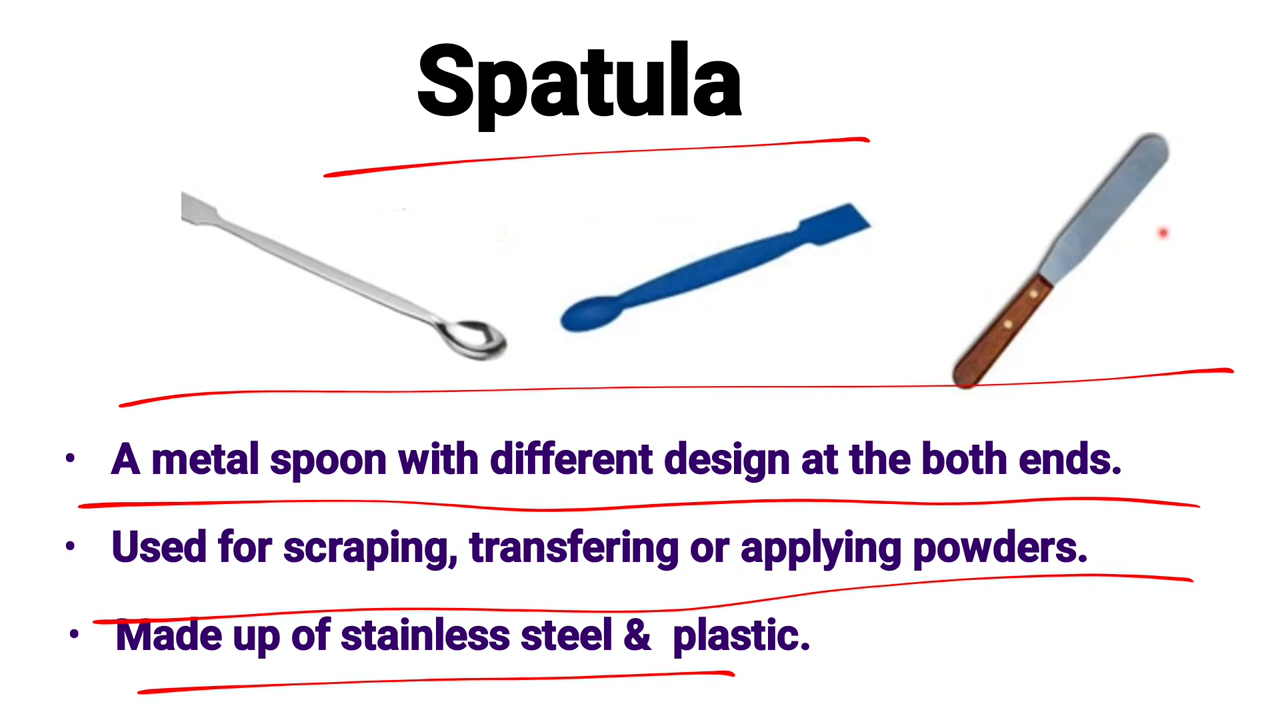 Spatula
• A metal spoon with different design at the both ends.
• Used for scraping, transfering or applying powders.
• Made up of stainless steel & plastic.